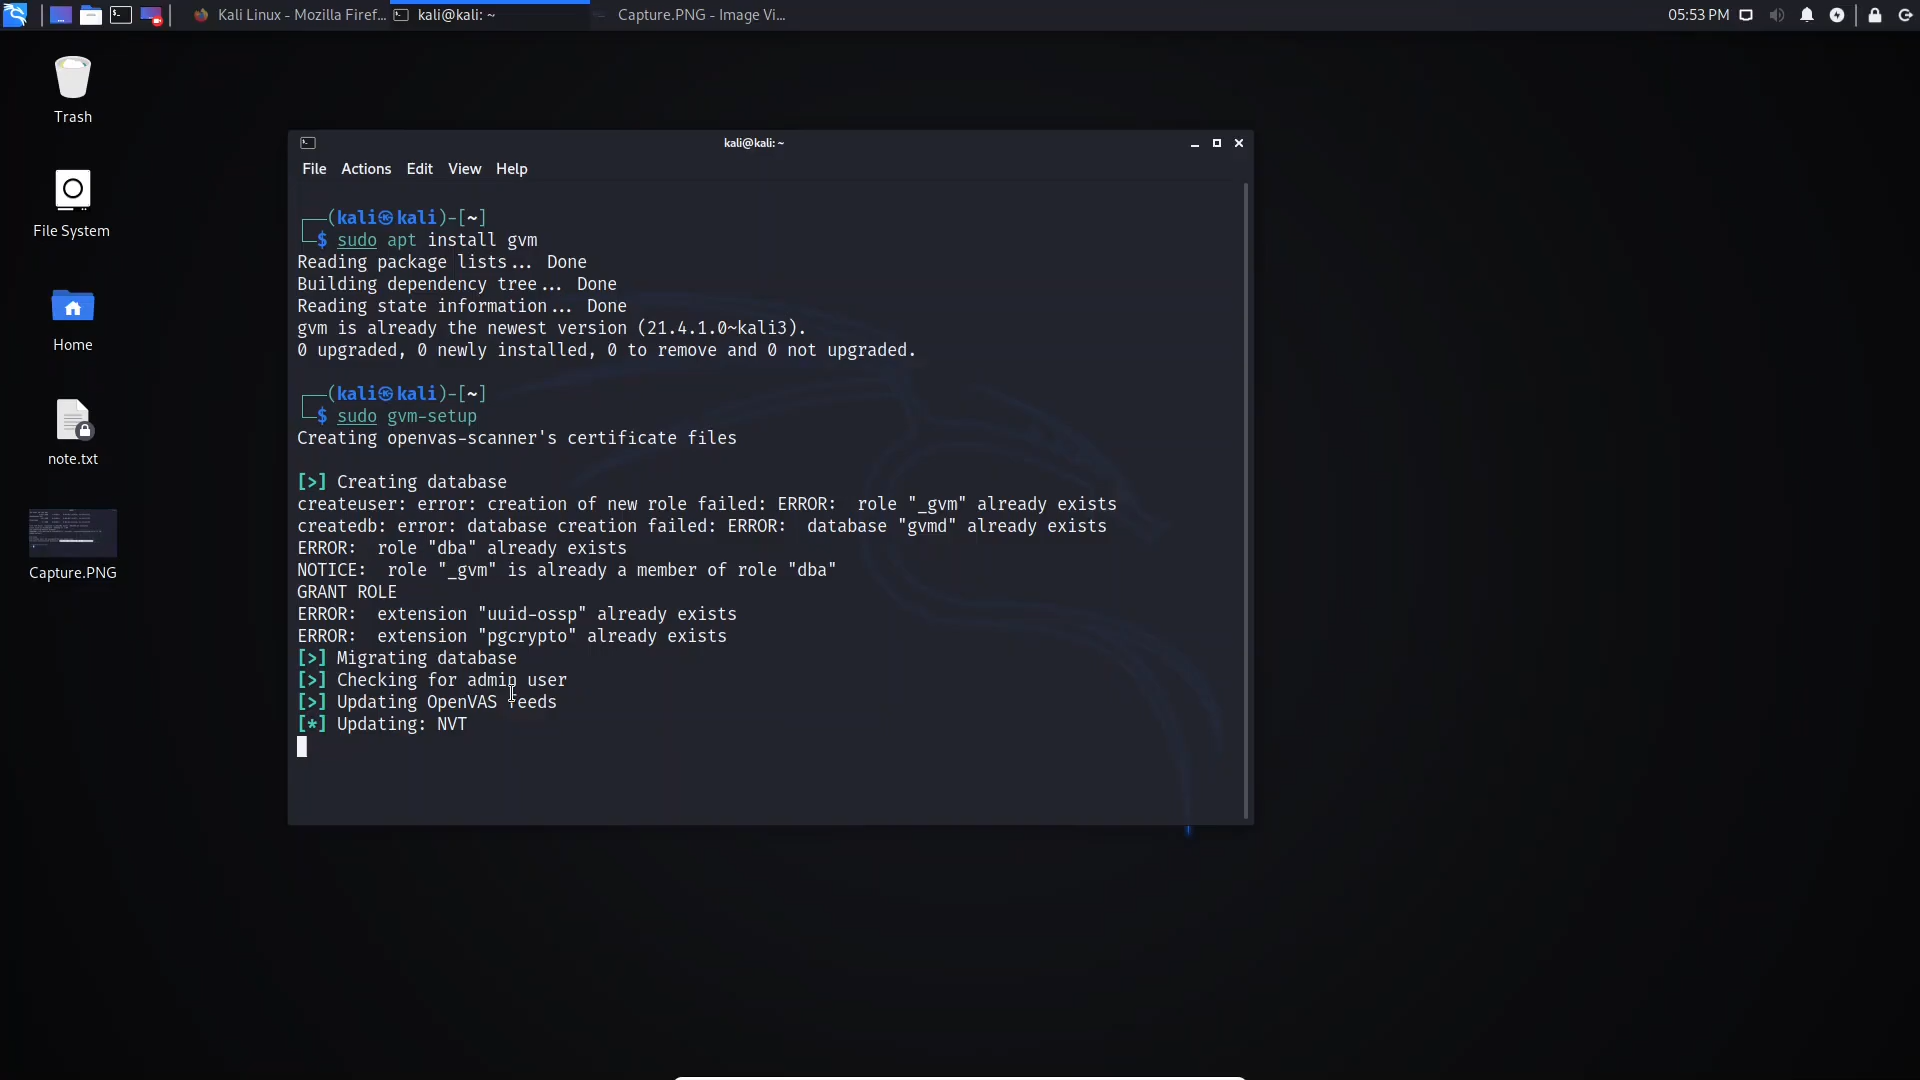 Kali Linux - Mozilla Firef...
kali@kali: ~
Capture.PNG - Image Vi...
05:53 PM
Trash
File System
Home
note.txt
Capture.PNG
kali@kali: ~
File Actions Edit View Help
┌──(kali㉿kali)-[~]
└─$ sudo apt install gvm
Reading package lists... Done
Building dependency tree... Done
Reading state information... Done
gvm is already the newest version (21.4.1.0~kali3).
0 upgraded, 0 newly installed, 0 to remove and 0 not upgraded.
┌──(kali㉿kali)-[~]
└─$ sudo gvm-setup
Creating openvas-scanner's certificate files
[>] Creating database
createuser: error: creation of new role failed: ERROR:  role "_gvm" already exists
createdb: error: database creation failed: ERROR:  database "gvmd" already exists
ERROR:  role "dba" already exists
NOTICE:  role "_gvm" is already a member of role "dba"
GRANT ROLE
ERROR:  extension "uuid-ossp" already exists
ERROR:  extension "pgcrypto" already exists
[>] Migrating database
[>] Checking for admin user
[>] Updating OpenVAS feeds
[*] Updating: NVT